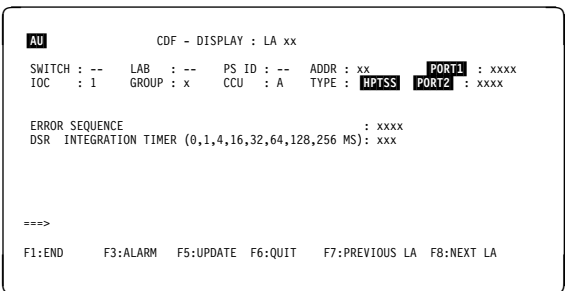 AU CDF - DISPLAY : LA xx
SWITCH : -- LAB : -- PS ID : -- ADDR : xx PORT1 : xxxx
IOC : 1 GROUP : x CCU : A TYPE : HPTSS PORT2 : xxxx
ERROR SEQUENCE : xxxx
DSR INTEGRATION TIMER (0,1,4,16,32,64,128,256 MS): xxx
===>
F1:END F3:ALARM F5:UPDATE F6:QUIT F7:PREVIOUS LA F8:NEXT LA